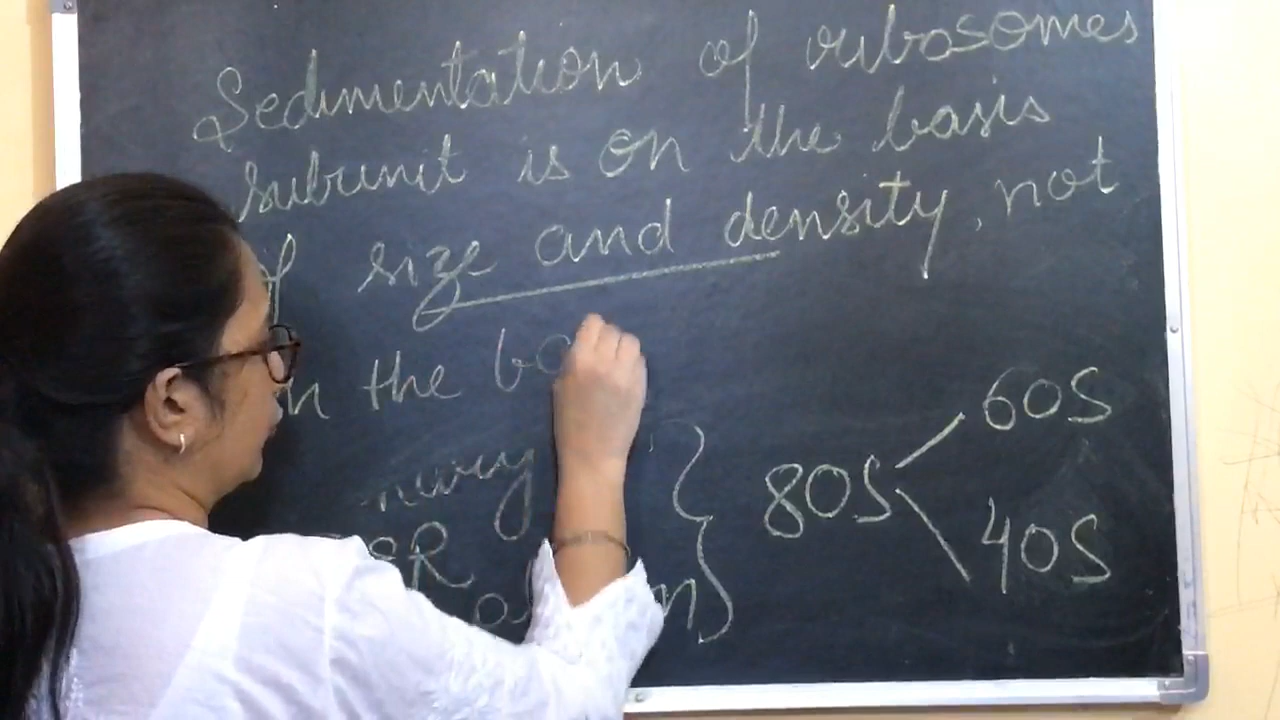 Sedimentation of ribosomes
subunit is on the basis
of size and density, not
on the
80S
60S
40S